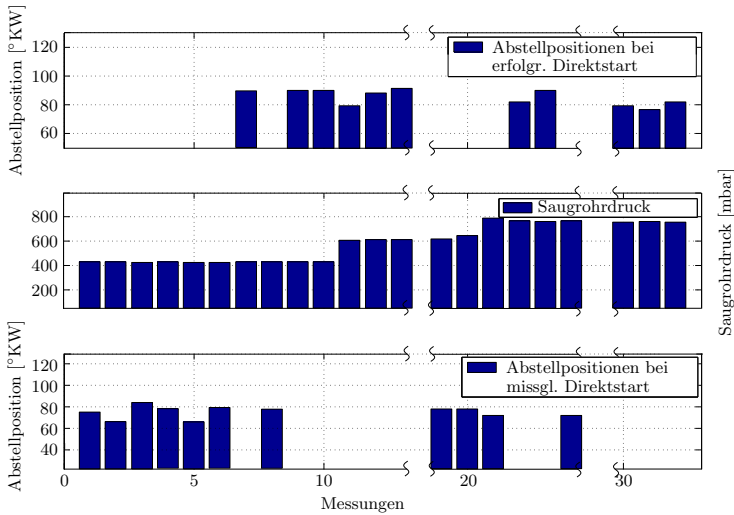 Abstellposition [°KW]
120
100
80
60
Abstellpositionen bei
erfolgr. Direktstart
800
600
400
200
Saugrohrdruck
Saugrohrdruck [mbar]
Abstellposition [°KW]
120
100
80
60
40
Abstellpositionen bei
missgl. Direktstart
0
5
10
20
30
Messungen